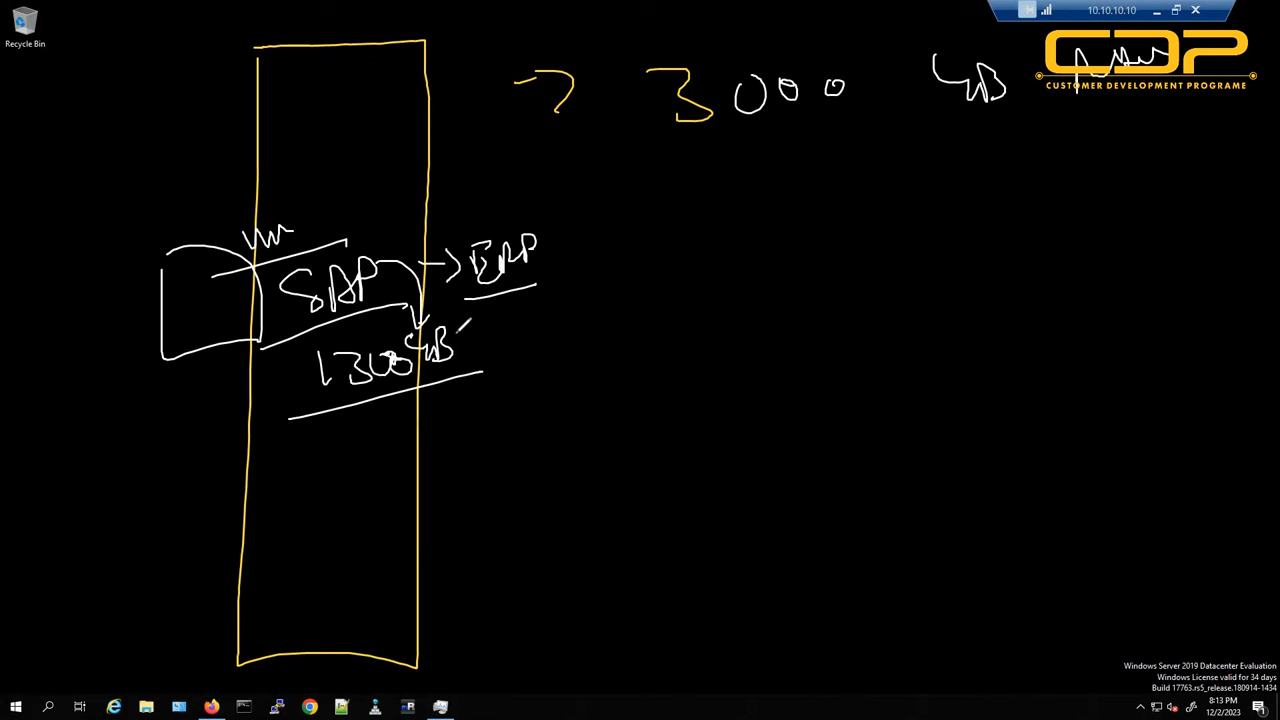 10.10.10.10
Recycle Bin
CDP
CUSTOMER DEVELOPMENT PROGRAME
3000 GB RAM
SAP
ERP
1300 GB
Windows Server 2019 Datacenter Evaluation
Windows License valid for 34 days
Build 17763.rs5_release.180914-1434
8:13 PM
12/2/2023